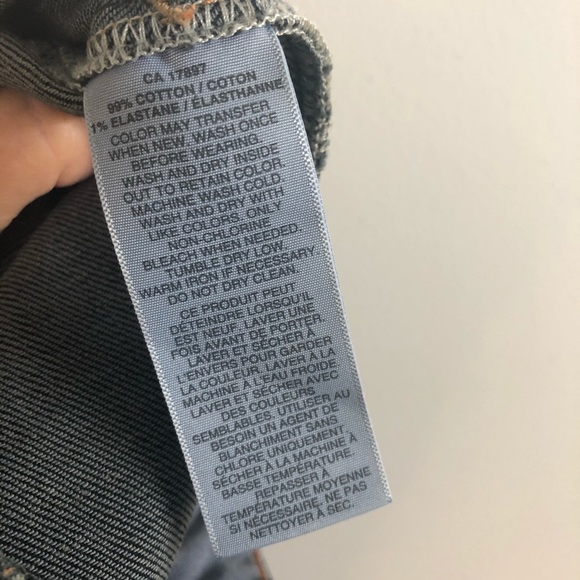 CA 17897
99% COTTON / COTON
1% ELASTANE / ÉLASTHANNE
COLOR MAY TRANSFER
WHEN NEW. WASH ONCE
BEFORE WEARING.
WASH AND DRY INSIDE
OUT TO RETAIN COLOR.
MACHINE WASH COLD.
WASH AND DRY WITH
LIKE COLORS. ONLY
NON-CHLORINE
BLEACH WHEN NEEDED.
TUMBLE DRY LOW.
WARM IRON IF NECESSARY
DO NOT DRY CLEAN.
CE PRODUIT PEUT
DÉTEINDRE LORSQU'IL
EST NEUF. LAVER UNE
FOIS AVANT DE PORTER.
LAVER ET SÉCHER À
L'ENVERS POUR GARDER
LA COULEUR. LAVER À LA
MACHINE À L'EAU FROIDE.
LAVER ET SÉCHER AVEC
DES COULEURS
SEMBLABLES. UTILISER AU
BESOIN UN AGENT DE
BLANCHIMENT SANS
CHLORE UNIQUEMENT.
SÉCHER À LA MACHINE À
BASSE TEMPÉRATURE.
REPASSER À
TEMPÉRATURE MOYENNE
SI NÉCESSAIRE. NE PAS
NETTOYER À SEC.